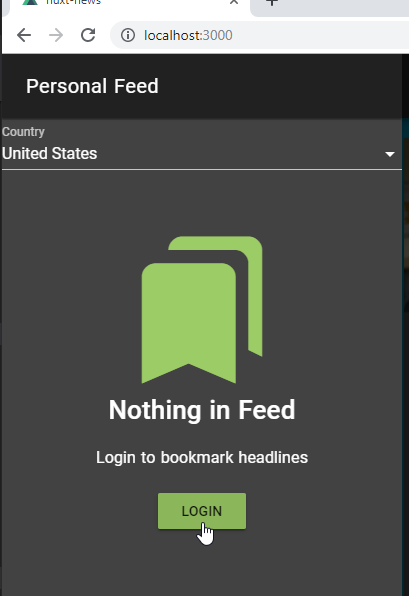 nuxt-news
localhost:3000
Personal Feed
Country
United States
Nothing in Feed
Login to bookmark headlines
LOGIN